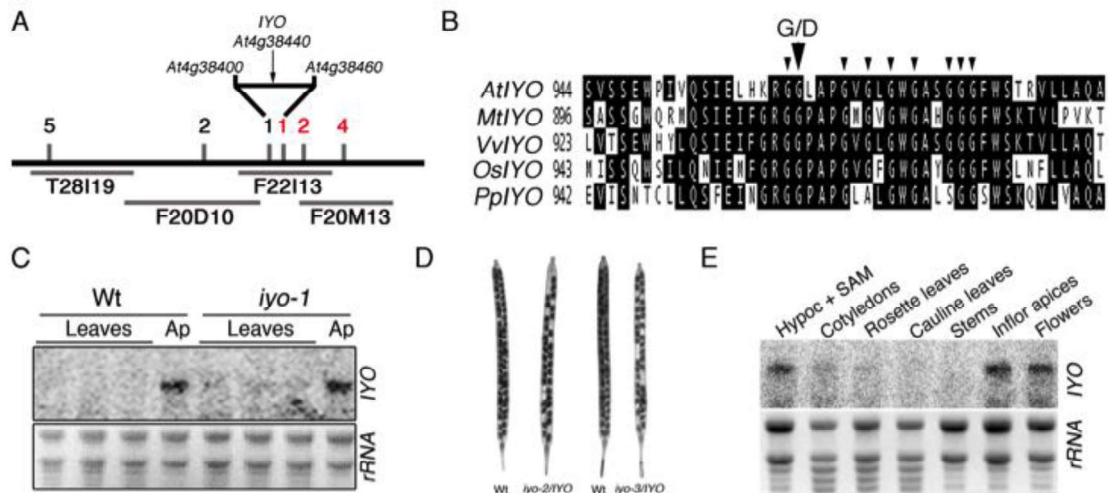 A
IYO
At4g38440
At4g38400
At4g38460
5
2
1
1
2
4
T28I19
F22I13
F20D10
F20M13
B
G/D
AtIYO 944 SVSSEWPIVQSIELHKRGGLAPGVGLGWGASGGGFWSTRVLLAQA
MtIYO 896 SASSGWQRMQSIEIFGRGGPAPGMGVGWGAHGGGFWSKTVLPVKT
VvIYO 923 LVTSEWHYLQSIEIFGRGGPAPGVGLGWGASGGGFWSKTVLLAQT
OsIYO 943 MISSQWSILQNIEMFGRGGPAPGVGFGWGAYGGGFWSLNFLLAQL
PpIYO 942 EVISNTCLLQSFEINGRGGPAPGLALGWGALSGGSWSKQVLVAQA
C
Wt
iyo-1
Leaves
Ap
Leaves
Ap
IYO
rRNA
D
Wt
iyo-2/IYO
Wt
iyo-3/IYO
E
Hypoc + SAM
Cotyledons
Rosette leaves
Cauline leaves
Stems
Inflor apices
Flowers
IYO
rRNA